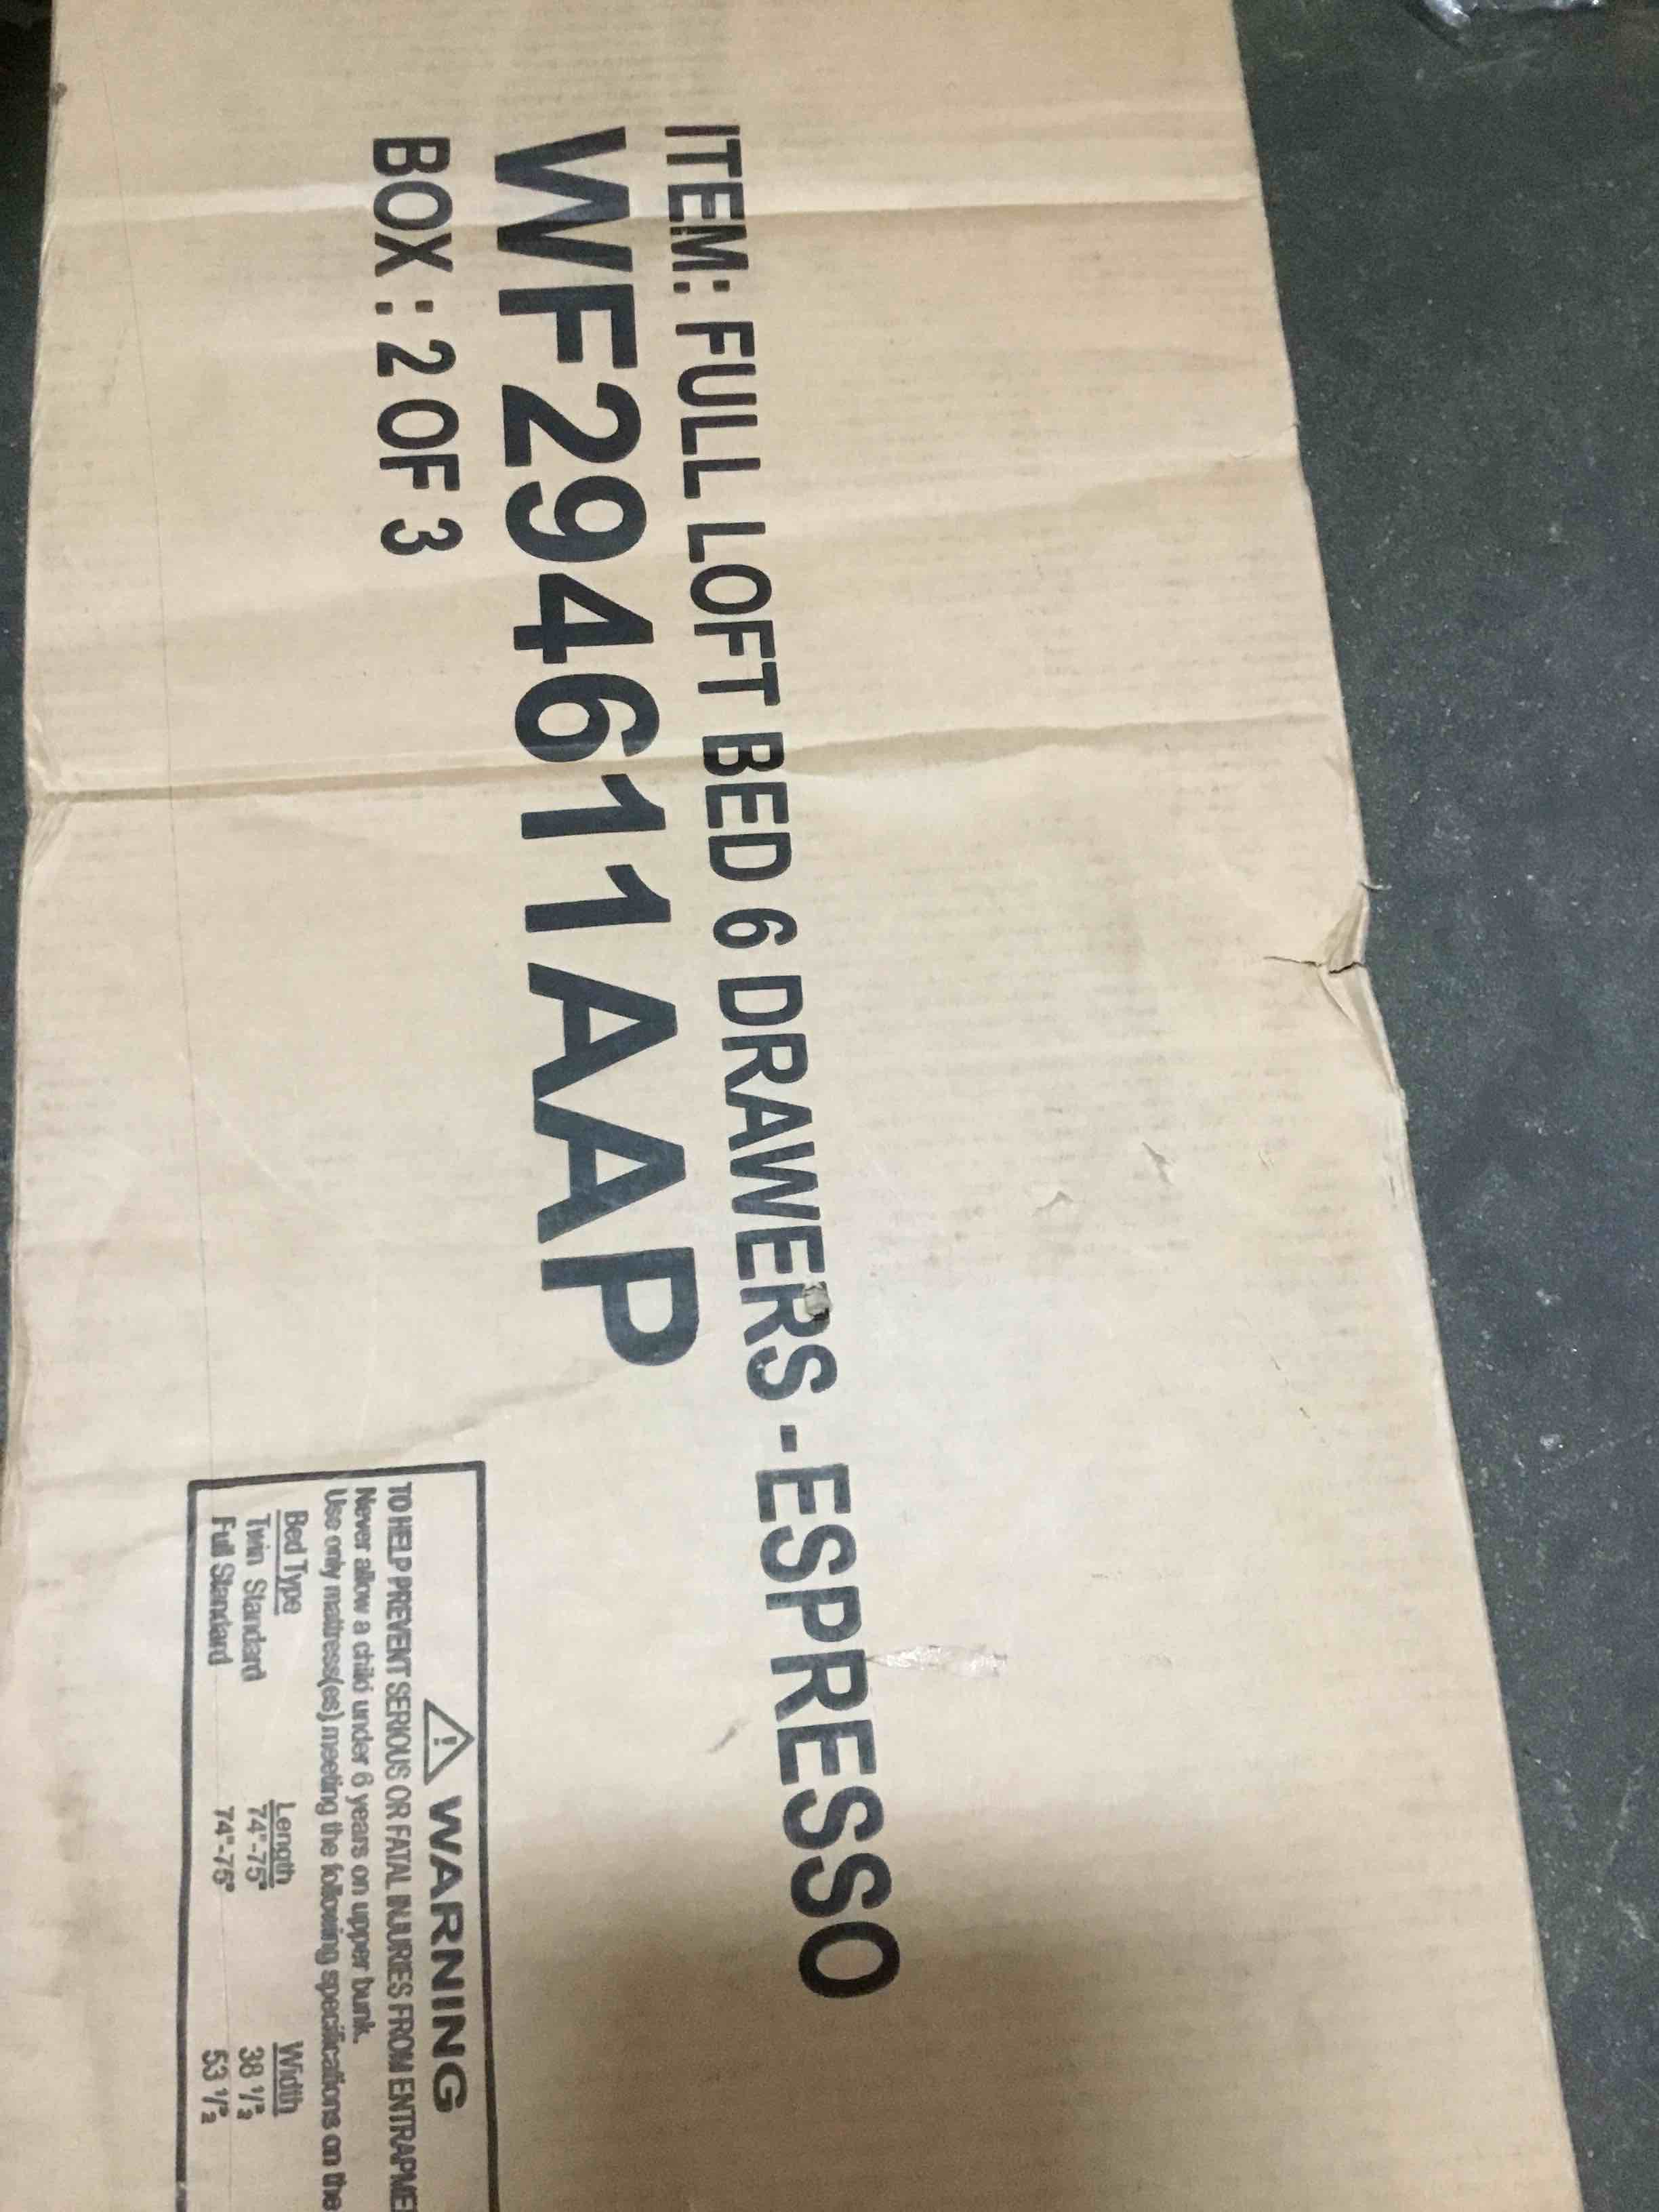 ITEM: FULL LOFT BED 6 DRAWERS - ESPRESSO
WF294611AAP
BOX : 2 OF 3
WARNING
TO HELP PREVENT SERIOUS OR FATAL INJURIES FROM
Never allow a child under 6 years on upper bunk.
Use only mattress(es) meeting the following specifications on the
Bed Type Length Width
Twin Standard 74"-75" 38 1/2
Full Standard 74"-75" 53 1/2